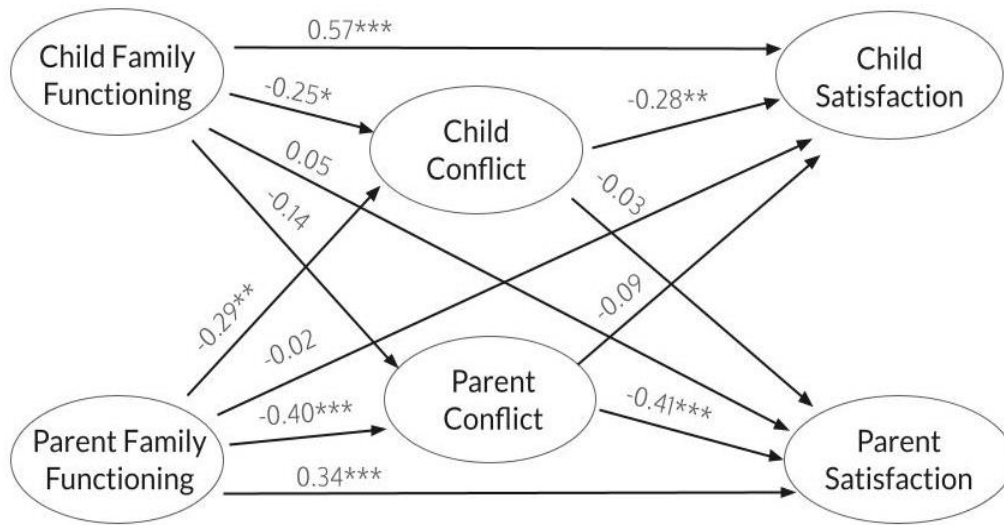 0.57***
Child Family
Functioning
Child
Satisfaction
-0.25*
-0.28**
Child
Conflict
0.05
-0.14
-0.03
-0.29**
-0.09
-0.02
Parent
Conflict
-0.40***
-0.41***
Parent Family
Functioning
Parent
Satisfaction
0.34***